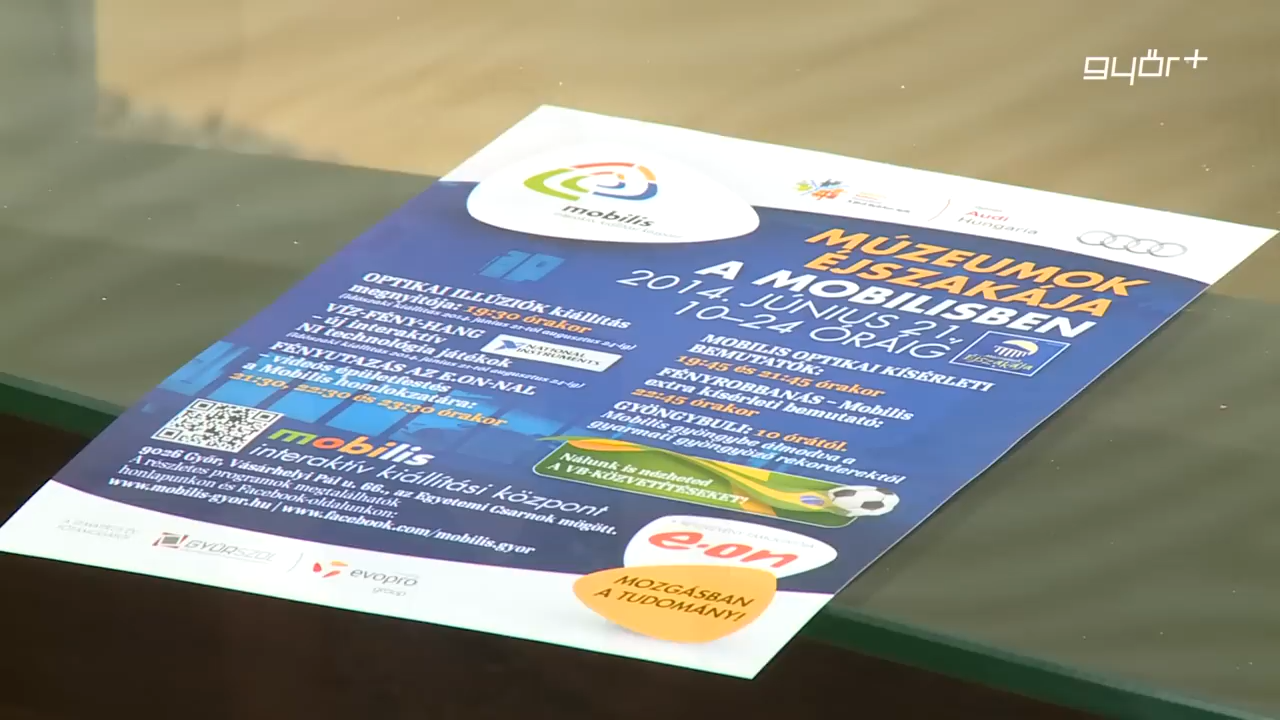 győr+
mobilis
Audi
Hungaria
MÚZEUMOK
ÉJSZAKÁJA
A MOBILISBEN
2014. JÚNIUS 21.,
10–24 ÓRÁIG
OPTIKAI ILLÚZIÓK kiállítás
megnyitója: 19:30 órakor
VÍZ-FÉNY-HANG
– új interaktív
NI technológia játékok
NATIONAL
INSTRUMENTS
FÉNYUTAZÁS AZ E.ON-NAL
– videós épületfestés
a Mobilis homlokzatára:
21:30, 22:30 és 23:30 órakor
MOBILIS OPTIKAI KÍSÉRLETI
BEMUTATÓK:
19:45 és 21:45 órakor
FÉNYROBBANÁS – Mobilis
extra kísérleti bemutató:
22:45 órakor
GYÖNGYBULI: 10 órától.
Mobilis gyöngybe álmodva a
gyarmati gyöngyöző rekorderektől
Nálunk is nézheted
A VB-KÖZVETÍTÉSEKET!
mobilis
interaktív kiállítási központ
9026 Győr, Vásárhelyi Pál u. 66., az Egyetemi Csarnok mögött.
A részletes programok megtalálhatók
honlapunkon és Facebook-oldalunkon:
www.mobilis-gyor.hu | www.facebook.com/mobilis.gyor
GYŐRSZOL
evopro
group
e·on
MOZGÁSBAN
A TUDOMÁNY!